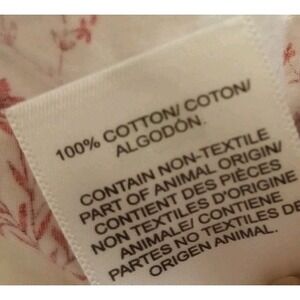 100% COTTON/ COTON/
ALGODÓN.
CONTAIN NON-TEXTILE
PART OF ANIMAL ORIGIN/
CONTIENT DES PIÈCES
NON TEXTILES D'ORIGINE
ANIMALE/ CONTIENE
PARTES NO TEXTILES DE
ORIGEN ANIMAL.